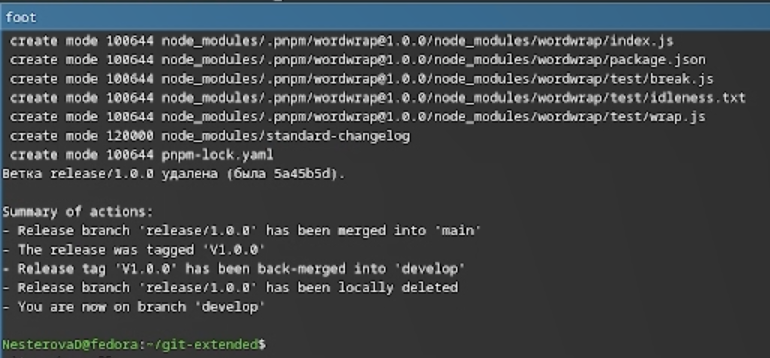 foot
create mode 100644 node_modules/.pnpm/wordwrap@1.0.0/node_modules/wordwrap/index.js
create mode 100644 node_modules/.pnpm/wordwrap@1.0.0/node_modules/wordwrap/package.json
create mode 100644 node_modules/.pnpm/wordwrap@1.0.0/node_modules/wordwrap/test/break.js
create mode 100644 node_modules/.pnpm/wordwrap@1.0.0/node_modules/wordwrap/test/idleness.txt
create mode 100644 node_modules/.pnpm/wordwrap@1.0.0/node_modules/wordwrap/test/wrap.js
create mode 120000 node_modules/standard-changelog
create mode 100644 pnpm-lock.yaml
Ветка release/1.0.0 удалена (была 5a45b5d).
Summary of actions:
- Release branch 'release/1.0.0' has been merged into 'main'
- The release was tagged 'V1.0.0'
- Release tag 'V1.0.0' has been back-merged into 'develop'
- Release branch 'release/1.0.0' has been locally deleted
- You are now on branch 'develop'
NesterovaD@fedora:~/git-extended$